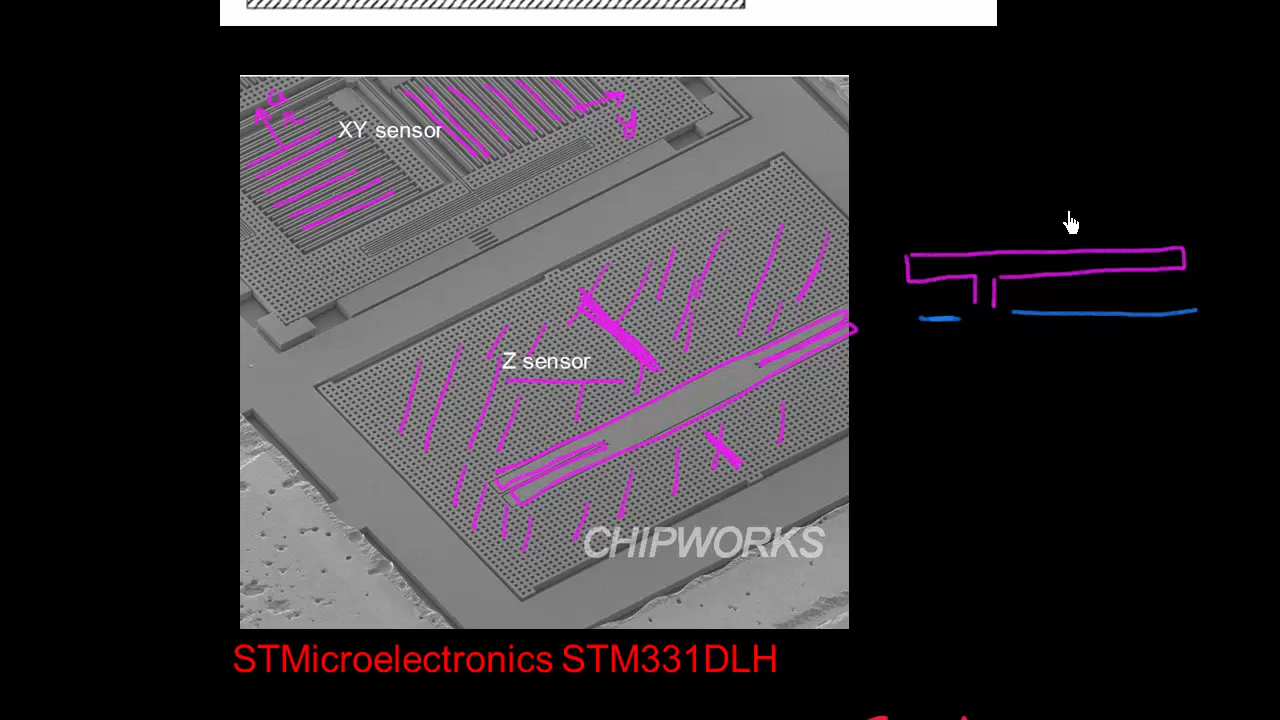 XY sensor
y
Z sensor
CHIPWORKS
STMicroelectronics STM331DLH